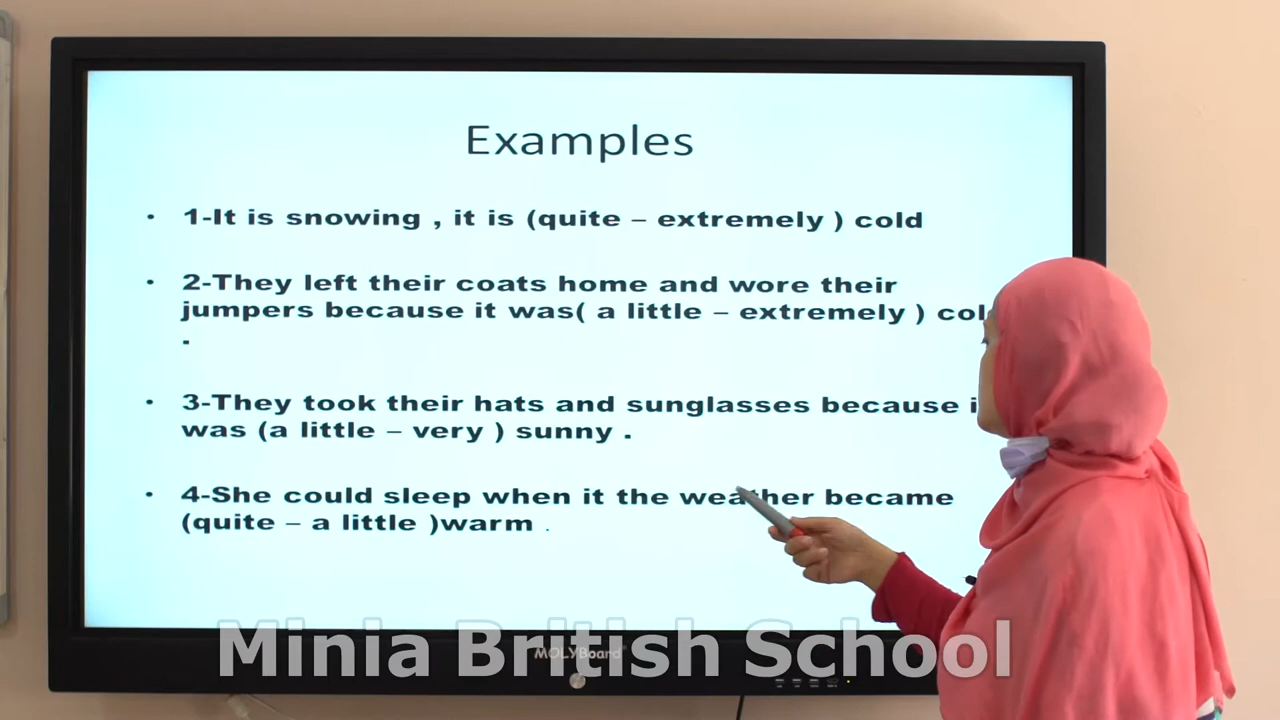 Examples
• 1-It is snowing , it is (quite – extremely ) cold
• 2-They left their coats home and wore their
jumpers because it was( a little – extremely )
.
• 3-They took their hats and sunglasses because
was (a little – very ) sunny .
• 4-She could sleep when it the weather became
(quite – a little )warm .
Minia British School
MOLYBoard